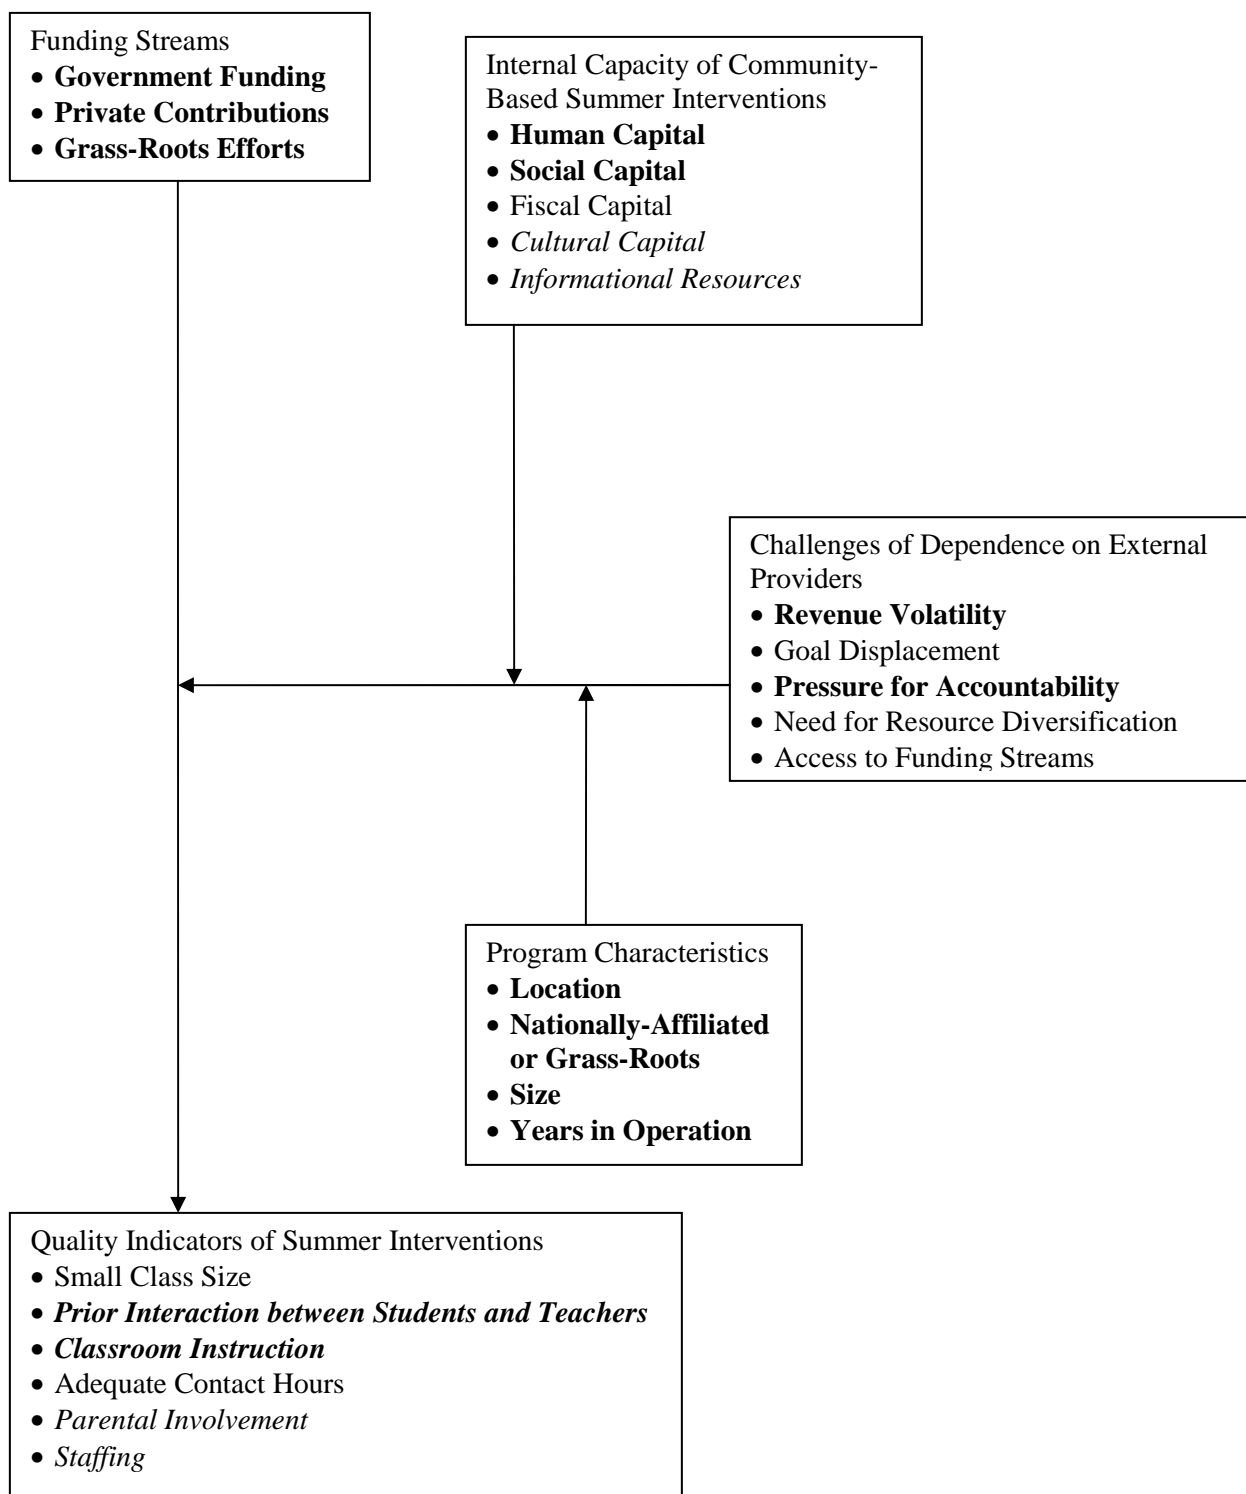 Funding Streams
• Government Funding
• Private Contributions
• Grass-Roots Efforts
Internal Capacity of Community-
Based Summer Interventions
• Human Capital
• Social Capital
• Fiscal Capital
• Cultural Capital
• Informational Resources
Challenges of Dependence on External
Providers
• Revenue Volatility
• Goal Displacement
• Pressure for Accountability
• Need for Resource Diversification
• Access to Funding Streams
Program Characteristics
• Location
• Nationally-Affiliated
or Grass-Roots
• Size
• Years in Operation
Quality Indicators of Summer Interventions
• Small Class Size
• Prior Interaction between Students and Teachers
• Classroom Instruction
• Adequate Contact Hours
• Parental Involvement
• Staffing